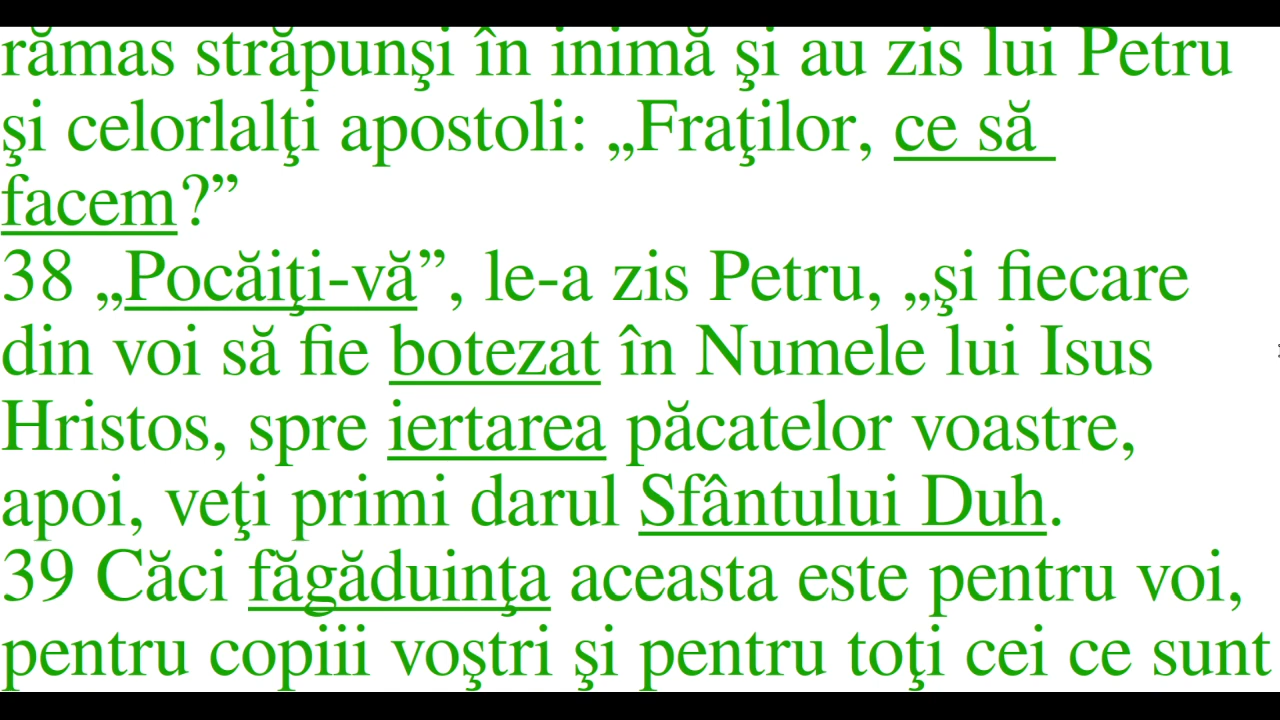 rămas străpunşi în inimă şi au zis lui Petru
şi celorlalţi apostoli: „Fraţilor, ce să
facem?”
38 „Pocăiţi-vă”, le-a zis Petru, „şi fiecare
din voi să fie botezat în Numele lui Isus
Hristos, spre iertarea păcatelor voastre,
apoi, veţi primi darul Sfântului Duh.
39 Căci făgăduinţa aceasta este pentru voi,
pentru copiii voştri şi pentru toţi cei ce sunt